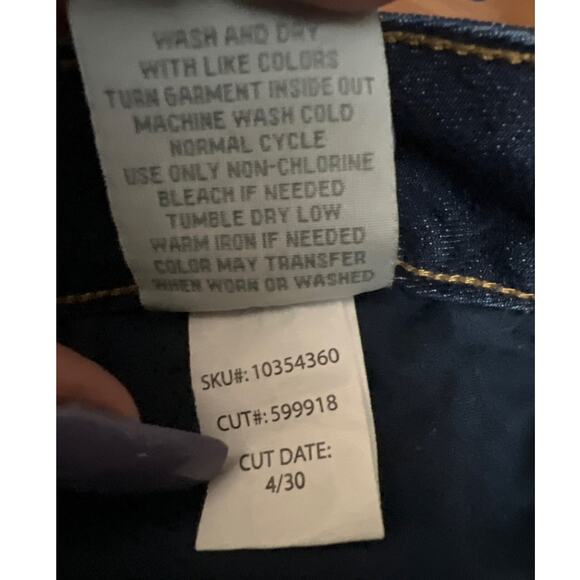 WASH AND DRY
WITH LIKE COLORS
TURN GARMENT INSIDE OUT
MACHINE WASH COLD
NORMAL CYCLE
USE ONLY NON-CHLORINE
BLEACH IF NEEDED
TUMBLE DRY LOW
WARM IRON IF NEEDED
COLOR MAY TRANSFER
WHEN WORN OR WASHED
SKU#: 10354360
CUT#: 599918
CUT DATE:
4/30